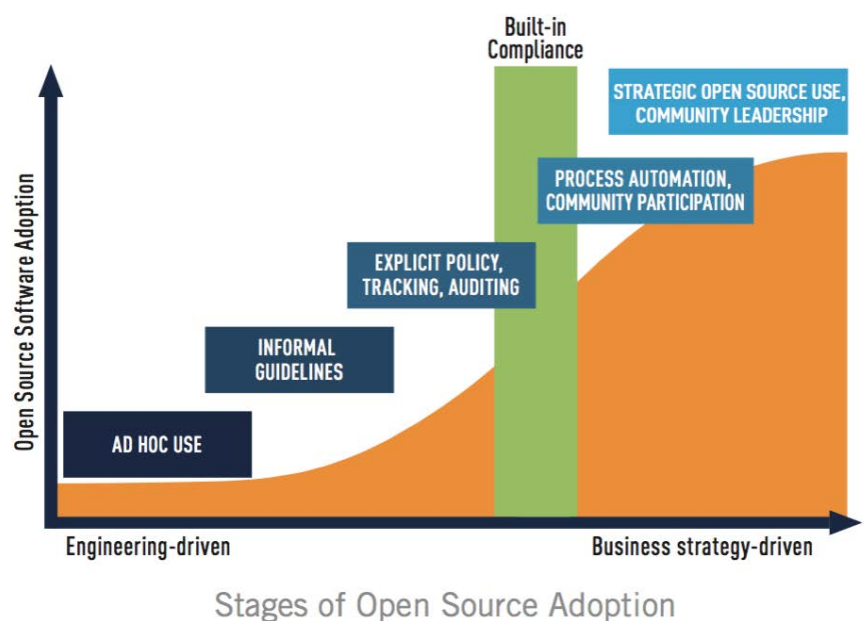 Built-in
Compliance
STRATEGIC OPEN SOURCE USE,
COMMUNITY LEADERSHIP
PROCESS AUTOMATION,
COMMUNITY PARTICIPATION
EXPLICIT POLICY,
TRACKING, AUDITING
INFORMAL
GUIDELINES
AD HOC USE
Open Source Software Adoption
Engineering-driven
Business strategy-driven
Stages of Open Source Adoption